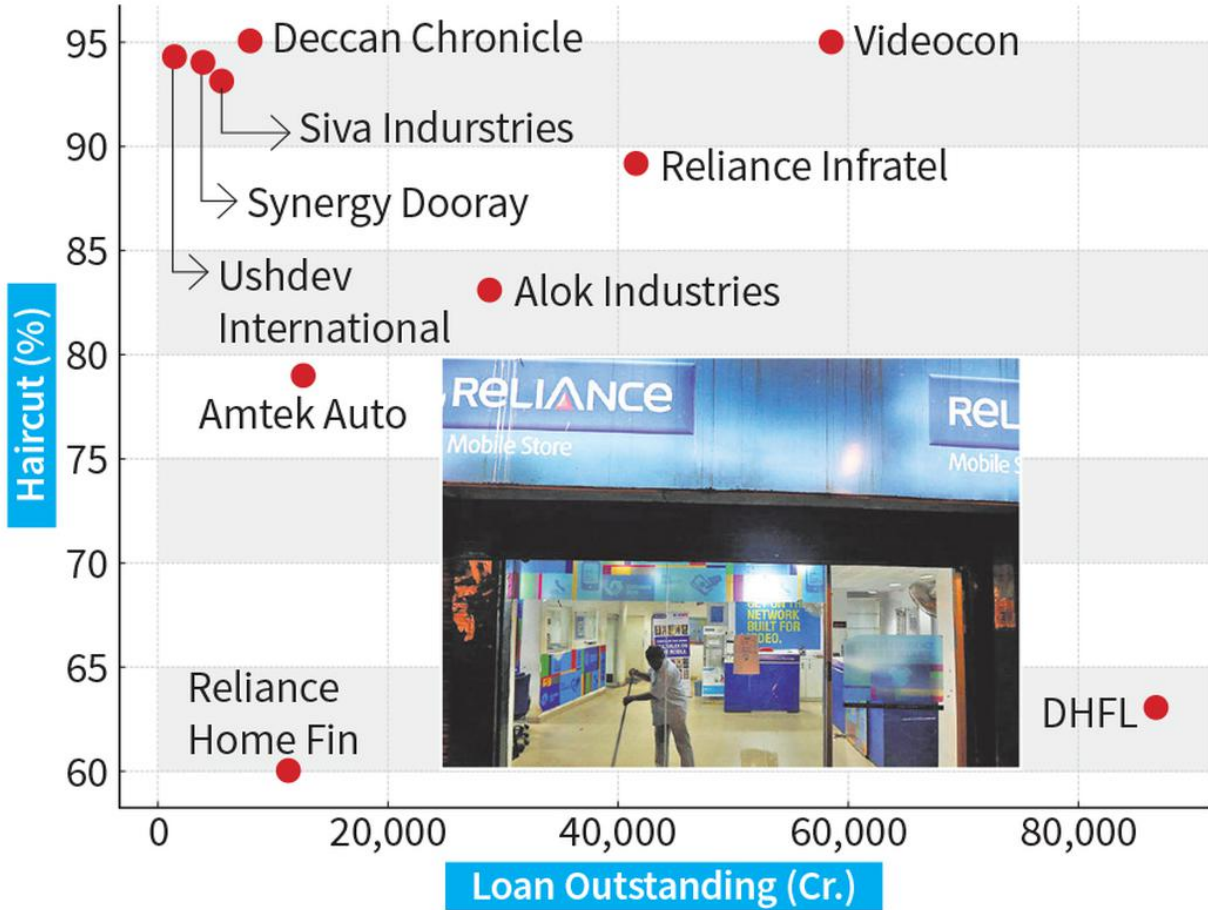 95
90
85
80
75
70
65
60
Haircut (%)
Deccan Chronicle
Videocon
Siva Indurstries
Reliance Infratel
Synergy Dooray
Ushdev
International
Alok Industries
Amtek Auto
Reliance
Home Fin
DHFL
RELIANCE
Mobile Store
REL
Mobile S
NETWORK
BUILT FOR
0
20,000
40,000
60,000
80,000
Loan Outstanding (Cr.)